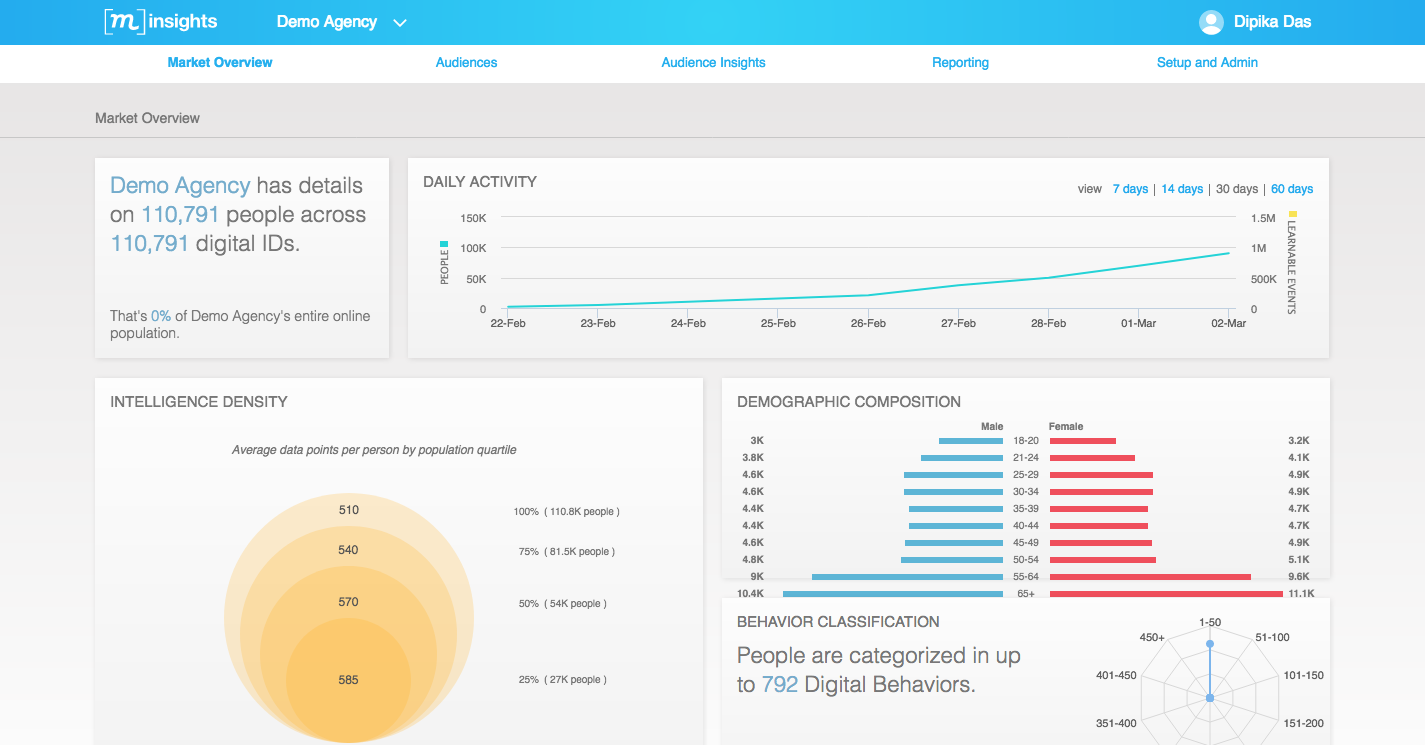 [m]insights
Demo Agency
Dipika Das
Market Overview
Audiences
Audience Insights
Reporting
Setup and Admin
Market Overview
Demo Agency has details
on 110,791 people across
110,791 digital IDs.
That's 0% of Demo Agency's entire online
population.
DAILY ACTIVITY
view 7 days | 14 days | 30 days | 60 days
PEOPLE
150K
100K
50K
0
1.5M
1M
500K
0
LEARNABLE EVENTS
22-Feb 23-Feb 24-Feb 25-Feb 26-Feb 27-Feb 28-Feb 01-Mar 02-Mar
INTELLIGENCE DENSITY
Average data points per person by population quartile
510 100% ( 110.8K people )
540 75% ( 81.5K people )
570 50% ( 54K people )
585 25% ( 27K people )
DEMOGRAPHIC COMPOSITION
Male Female
3K 18-20 3.2K
3.8K 21-24 4.1K
4.6K 25-29 4.9K
4.6K 30-34 4.9K
4.4K 35-39 4.7K
4.4K 40-44 4.7K
4.6K 45-49 4.9K
4.8K 50-54 5.1K
9K 55-64 9.6K
10.4K 65+ 11.1K
BEHAVIOR CLASSIFICATION
People are categorized in up
to 792 Digital Behaviors.
1-50
450+ 51-100
401-450 101-150
351-400 151-200